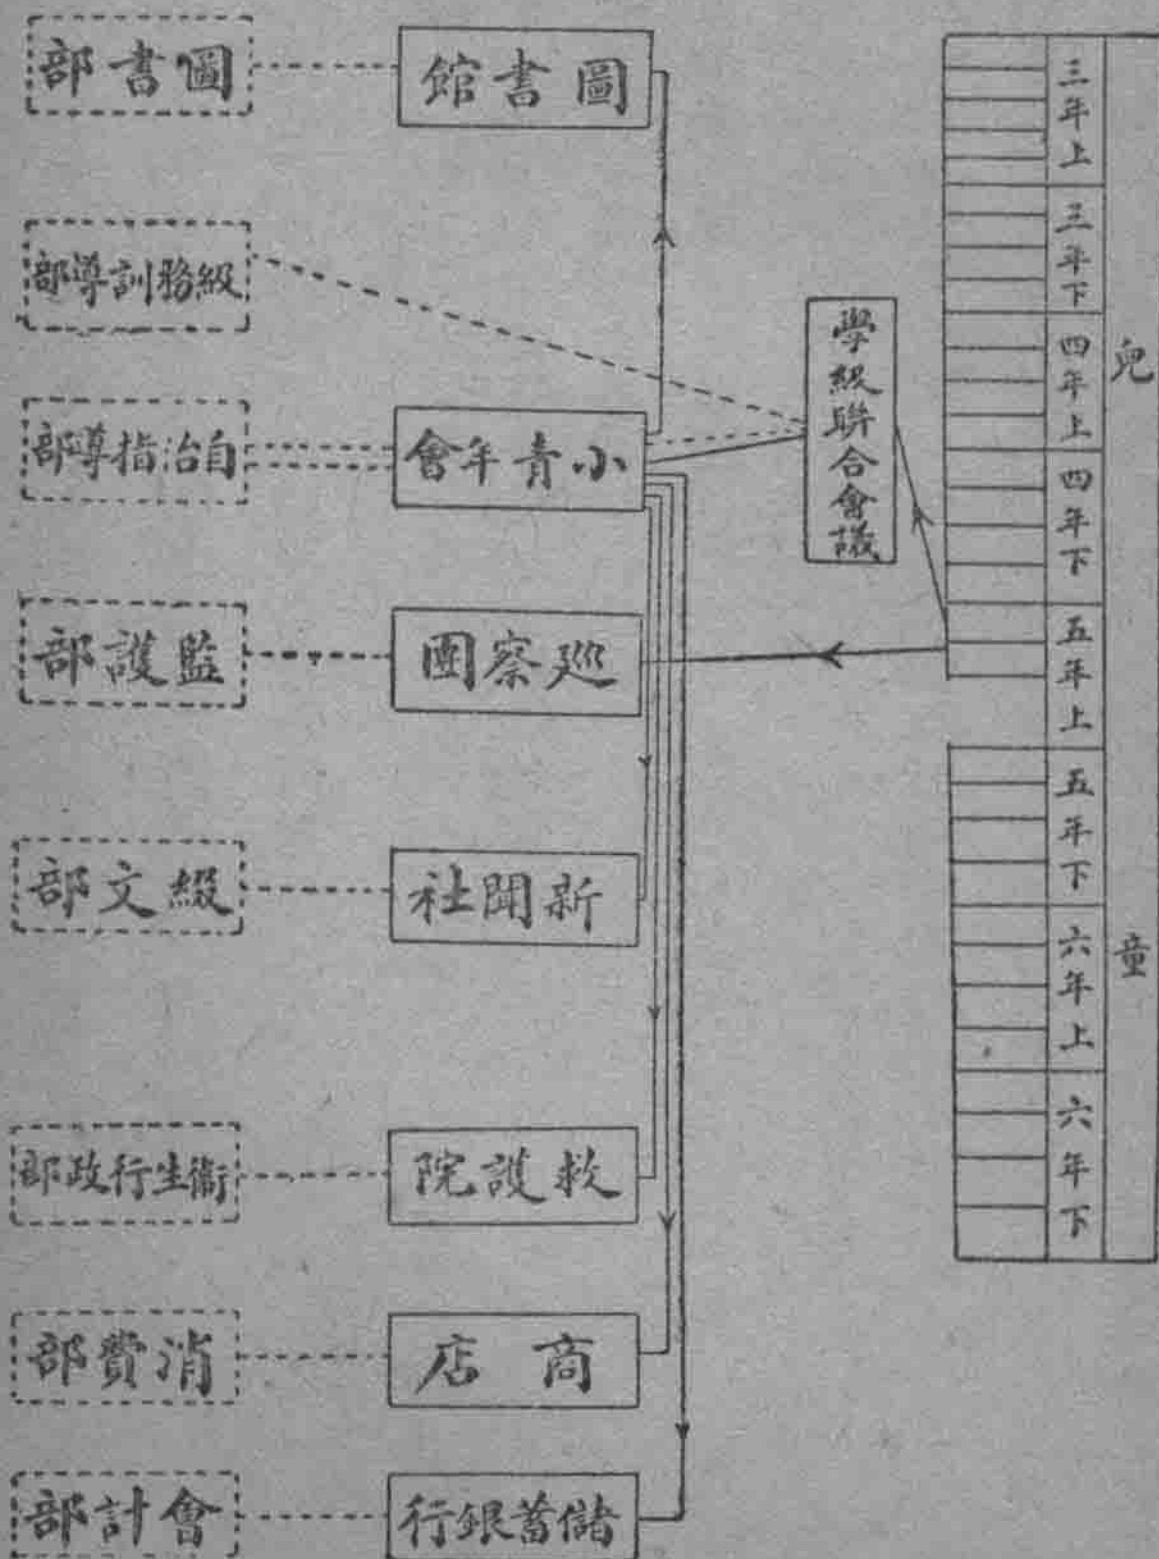 兒童
三年上
三年下
四年上
四年下
五年上
五年下
六年上
六年下
學級聯合會議
圖書館
小青年會
巡察團
新聞社
救護院
商店
儲蓄銀行
圖書部
級務訓導部
自治指導部
監護部
綴文部
衛生行政部
消費部
會計部